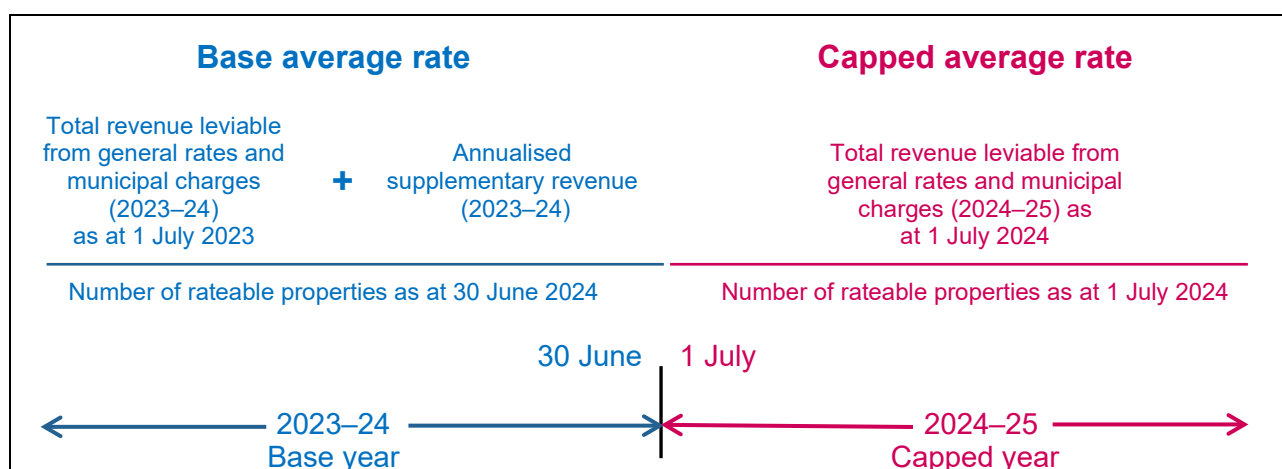 Base average rate
Total revenue leviable
from general rates and
municipal charges
(2023–24)
as at 1 July 2023
+
Annualised
supplementary revenue
(2023–24)
Number of rateable properties as at 30 June 2024
Capped average rate
Total revenue leviable from
general rates and municipal
charges (2024–25) as
at 1 July 2024
Number of rateable properties as at 1 July 2024
30 June
1 July
2023–24
Base year
2024–25
Capped year